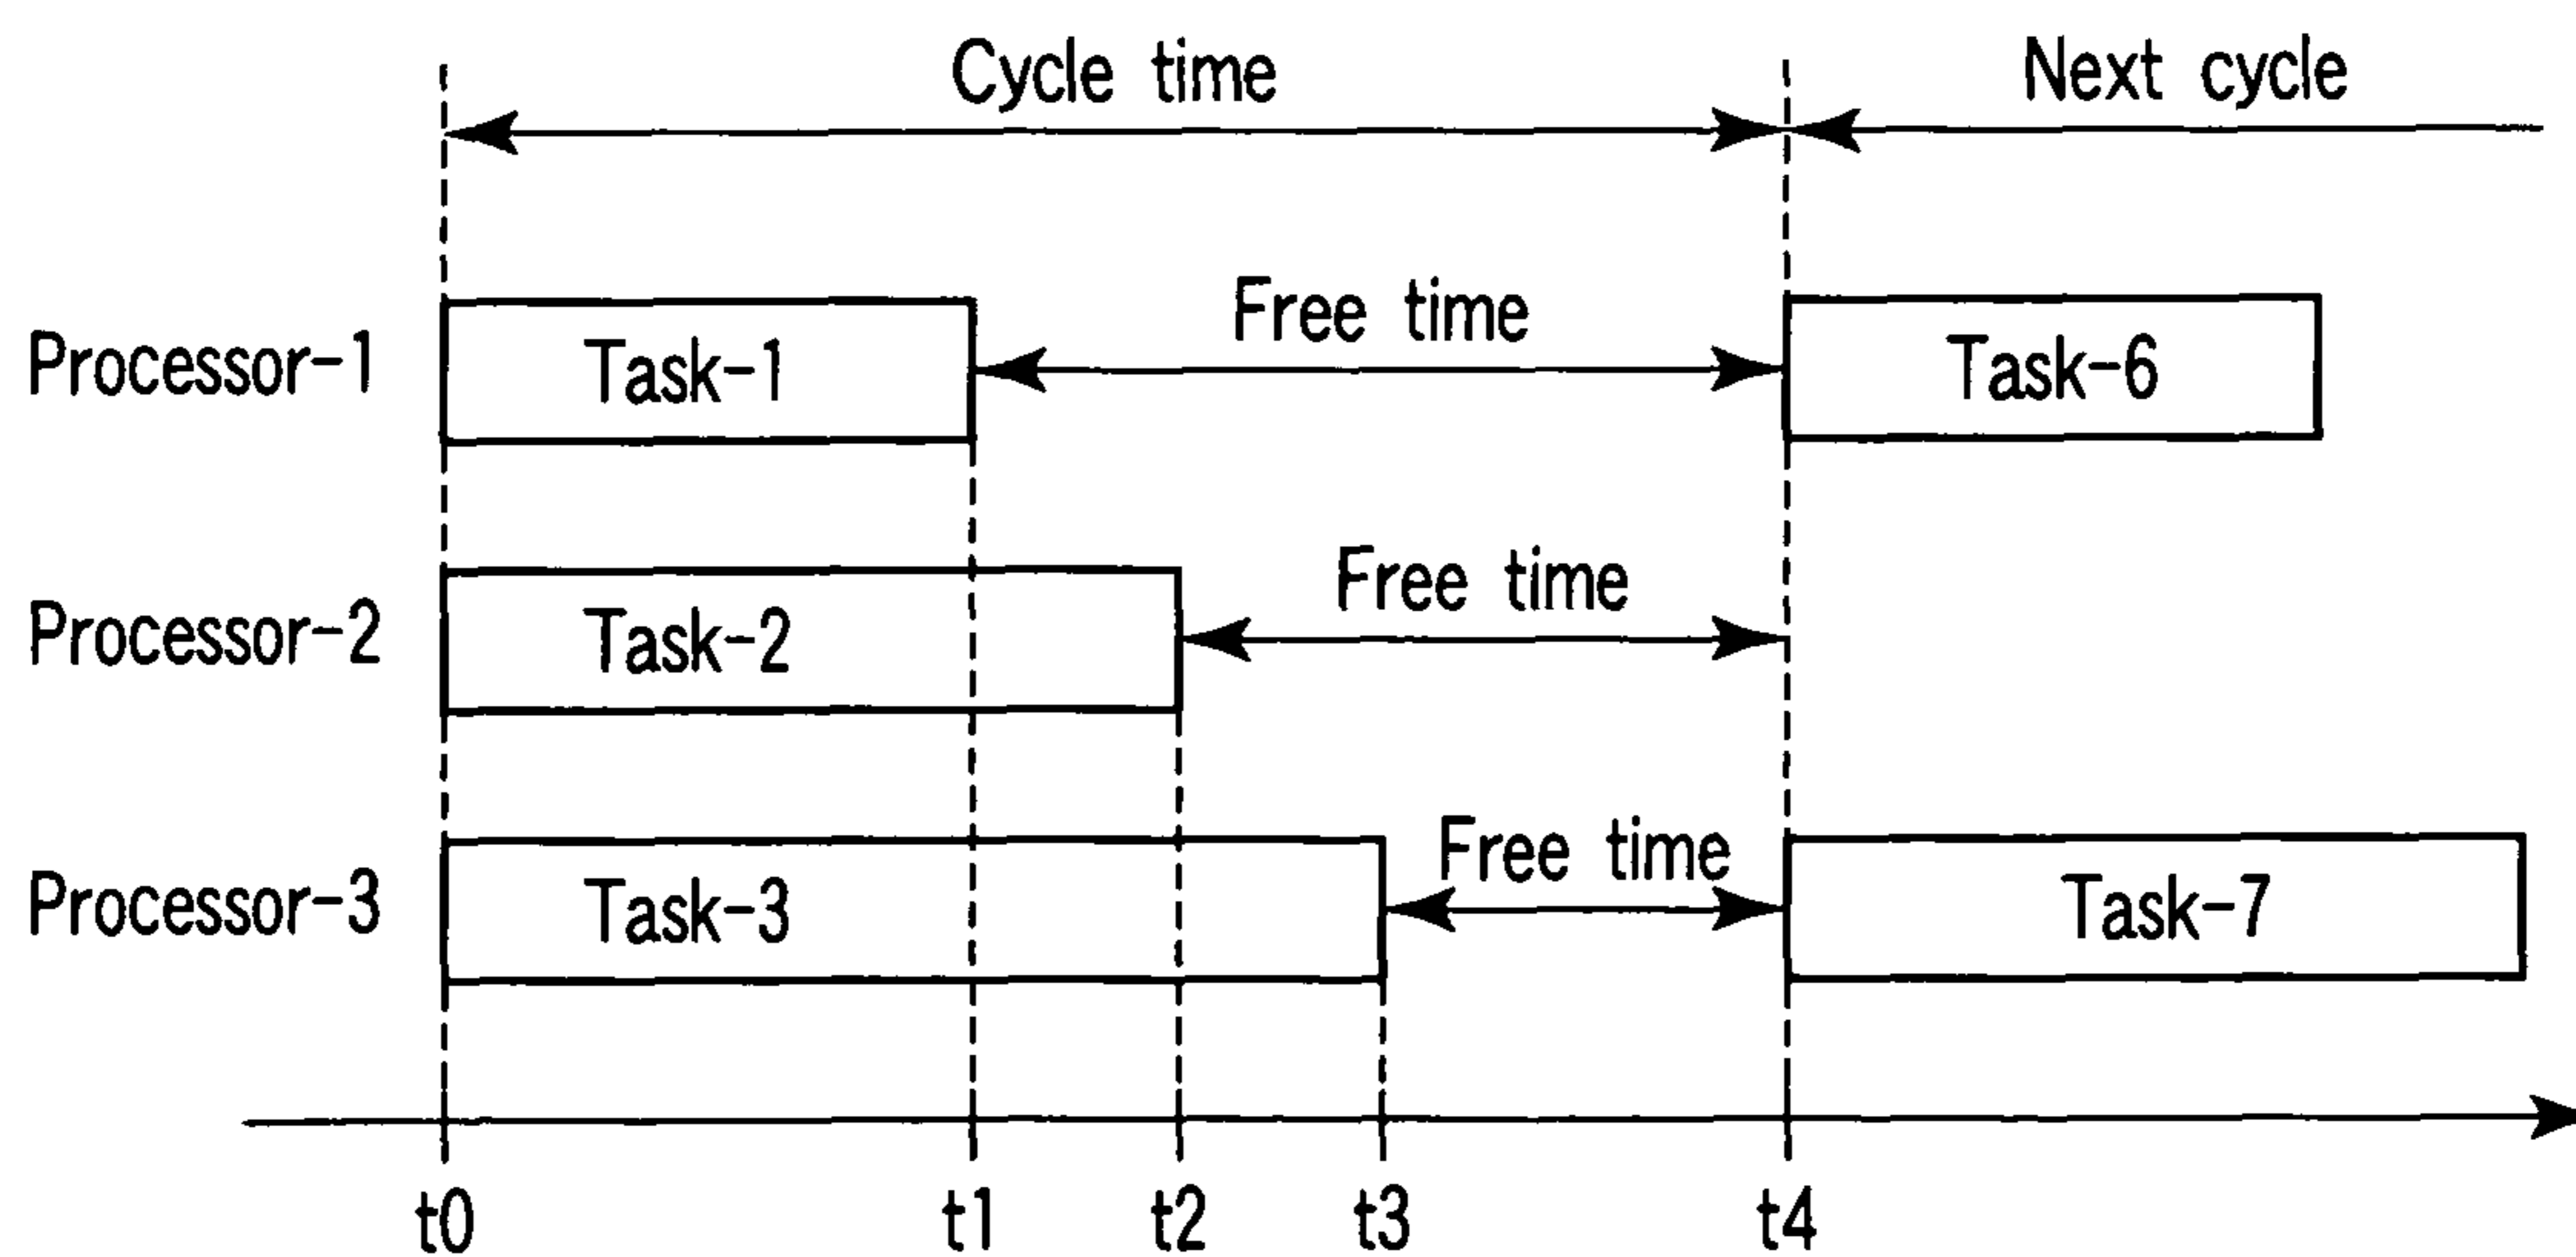 Cycle time
Next cycle
Processor-1
Task-1
Free time
Task-6
Processor-2
Task-2
Free time
Processor-3
Task-3
Free time
Task-7
t0
t1
t2
t3
t4